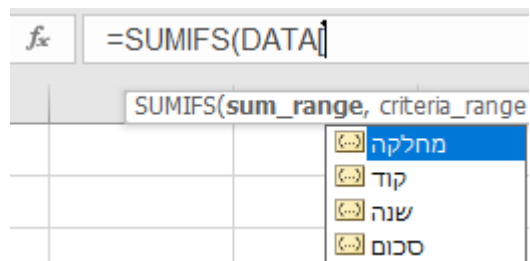 fx =SUMIFS(DATA[
SUMIFS(sum_range, criteria_range
מחלקה
קוד
שנה
סכום